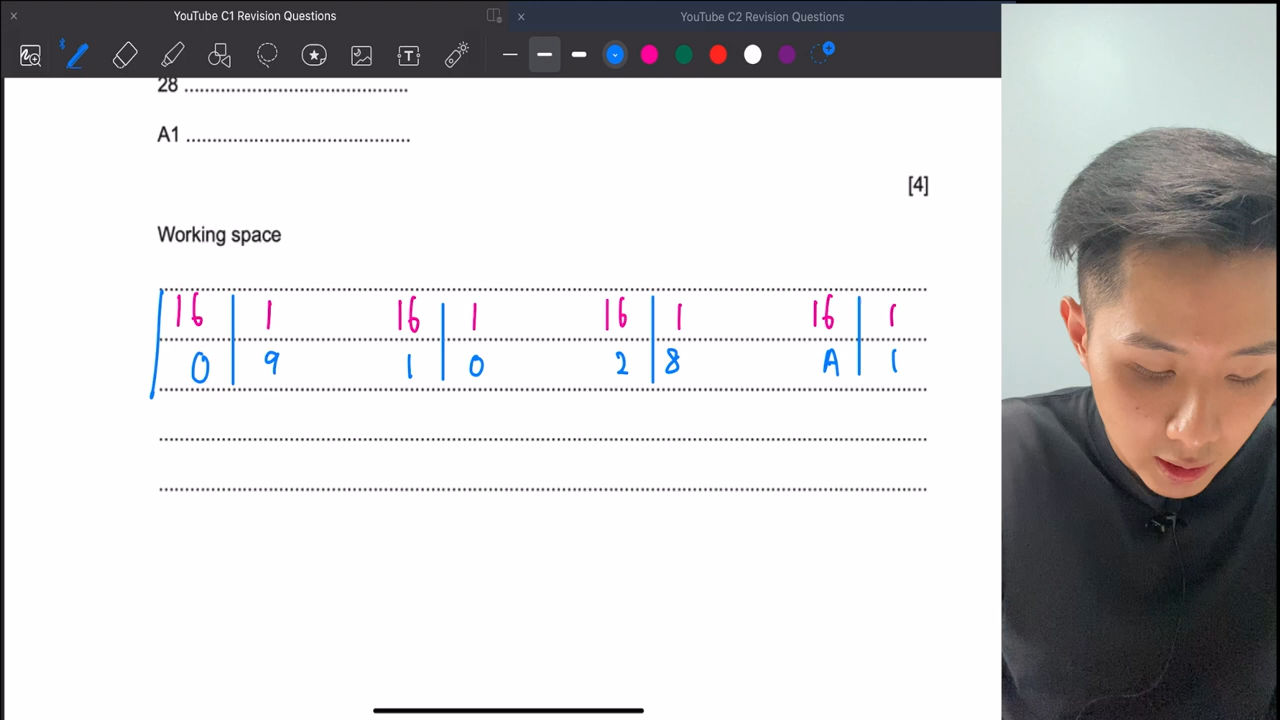 YouTube C1 Revision Questions YouTube C2 Revision Questions
28 ..........................................
A1 ..........................................
[4]
Working space
16 1 16 1 16 1 16 1
0 9 1 0 2 8 A 1